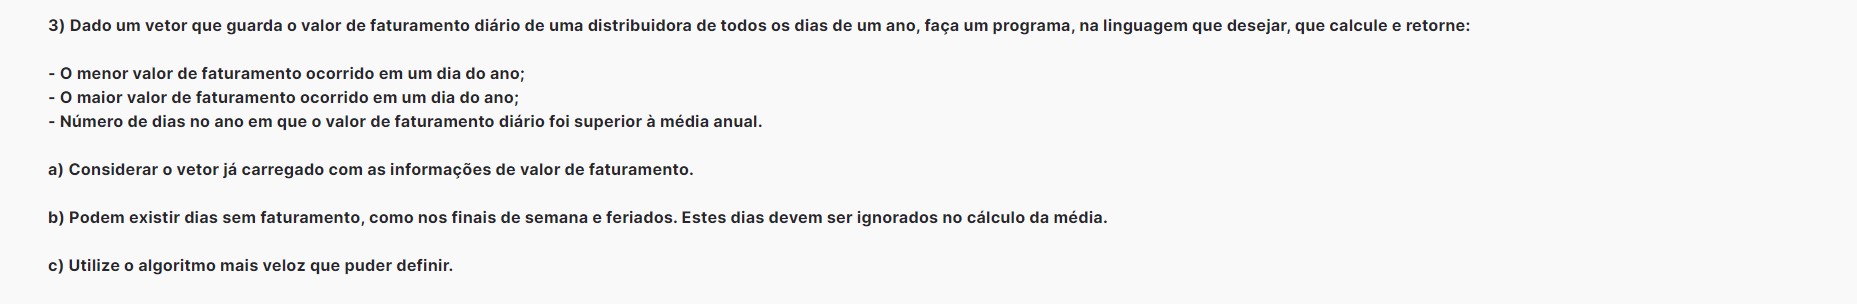 3) Dado um vetor que guarda o valor de faturamento diário de uma distribuidora de todos os dias de um ano, faça um programa, na linguagem que desejar, que calcule e retorne:
- O menor valor de faturamento ocorrido em um dia do ano;
- O maior valor de faturamento ocorrido em um dia do ano;
- Número de dias no ano em que o valor de faturamento diário foi superior à média anual.
a) Considerar o vetor já carregado com as informações de valor de faturamento.
b) Podem existir dias sem faturamento, como nos finais de semana e feriados. Estes dias devem ser ignorados no cálculo da média.
c) Utilize o algoritmo mais veloz que puder definir.